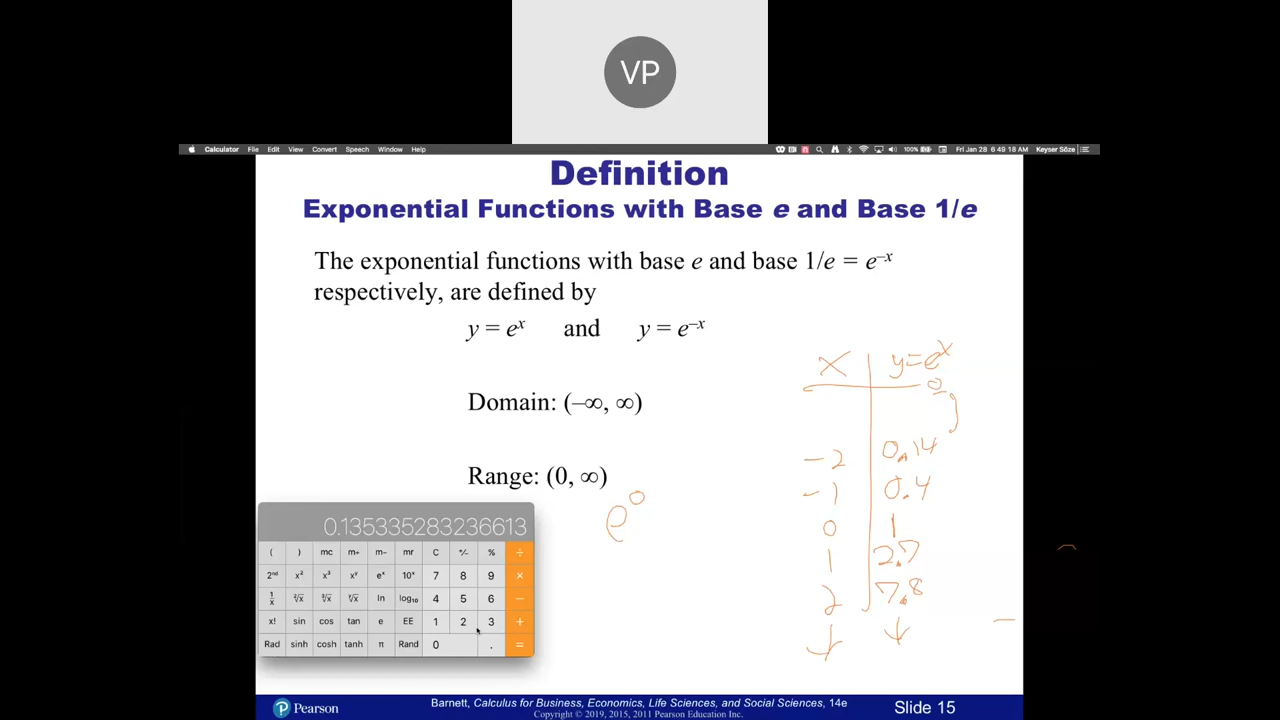 VP
Calculator File Edit View Convert Speech Window Help 100% Fri Jan 28 6 49 18 AM Keyser Söze
Definition
Exponential Functions with Base e and Base 1/e
The exponential functions with base e and base 1/e = e⁻ˣ
respectively, are defined by
y = eˣ and y = e⁻ˣ
Domain: (–∞, ∞)
Range: (0, ∞)
e⁰
x y=eˣ
0
-2 0.14
-1 0.4
0 1
1 2.7
2 7.8
0.135335283236613
( ) mc m+ m- mr C ⁺∕₋ % ÷
2ⁿᵈ x² x³ xʸ eˣ 10ˣ 7 8 9 ×
1/x ²√x ³√x ʸ√x ln log₁₀ 4 5 6 −
x! sin cos tan e EE 1 2 3 +
Rad sinh cosh tanh π Rand 0 . =
Pearson
Barnett, Calculus for Business, Economics, Life Sciences, and Social Sciences, 14e
Copyright © 2019, 2015, 2011 Pearson Education Inc.
Slide 15